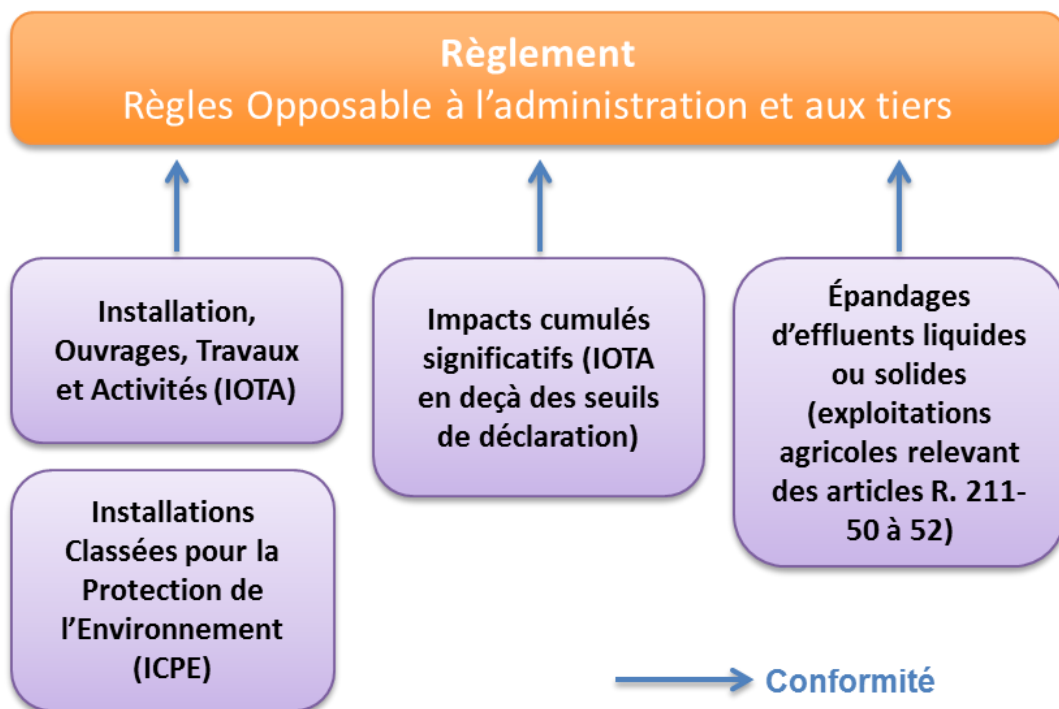 Règlement
Règles Opposable à l’administration et aux tiers
Installation,
Ouvrages, Travaux
et Activités (IOTA)
Installations
Classées pour la
Protection de
l’Environnement
(ICPE)
Impacts cumulés
significatifs (IOTA
en deçà des seuils
de déclaration)
Épandages
d’effluents liquides
ou solides
(exploitations
agricoles relevant
des articles R. 211-
50 à 52)
Conformité